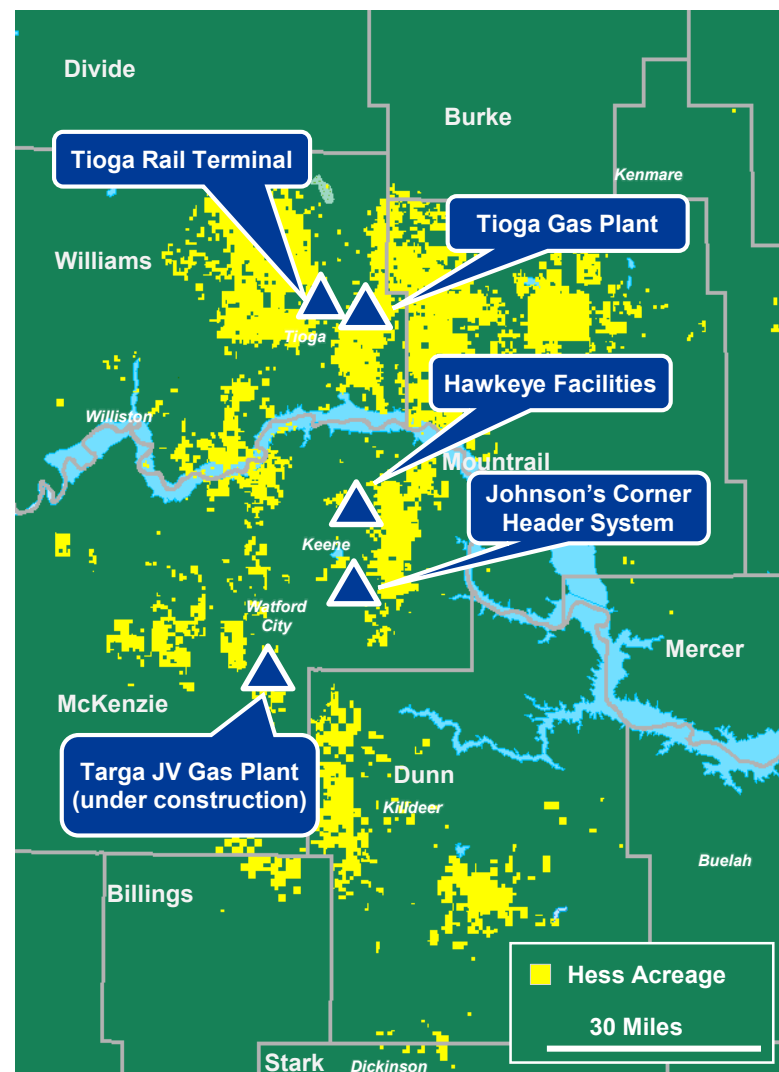 Divide
Burke
Tioga Rail Terminal
Kenmare
Tioga Gas Plant
Williams
Tioga
Hawkeye Facilities
Williston
Mountrail
Johnson’s Corner
Header System
Keene
Watford
City
Mercer
McKenzie
Targa JV Gas Plant
(under construction)
Dunn
Killdeer
Buelah
Billings
Hess Acreage
30 Miles
Stark
Dickinson